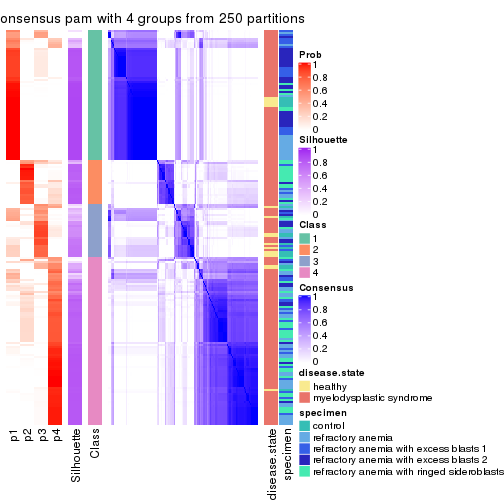 onsensus pam with 4 groups from 250 partitions
Prob
1
0.8
0.6
0.4
0.2
0
Silhouette
1
0.8
0.6
0.4
0.2
0
Class
1
2
3
4
Consensus
1
0.8
0.6
0.4
0.2
0
disease.state
healthy
myelodysplastic syndrome
specimen
control
refractory anemia
refractory anemia with excess blasts 1
refractory anemia with excess blasts 2
refractory anemia with ringed sideroblasts
p1
p2
p3
p4
Silhouette
Class
disease.state
specimen